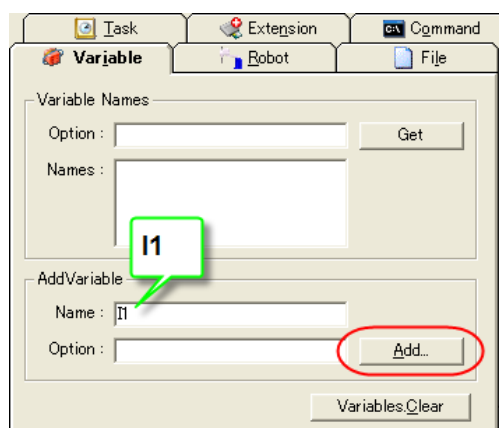 Task Extension Command
Variable Robot File
Variable Names
Option : Get
Names :
I1
AddVariable
Name : I1
Option : Add...
Variables.Clear